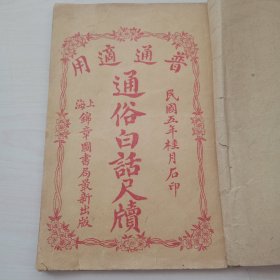 普通適用
民國五年桂月石印
通俗白話尺牘
上海錦章圖書局最新出版